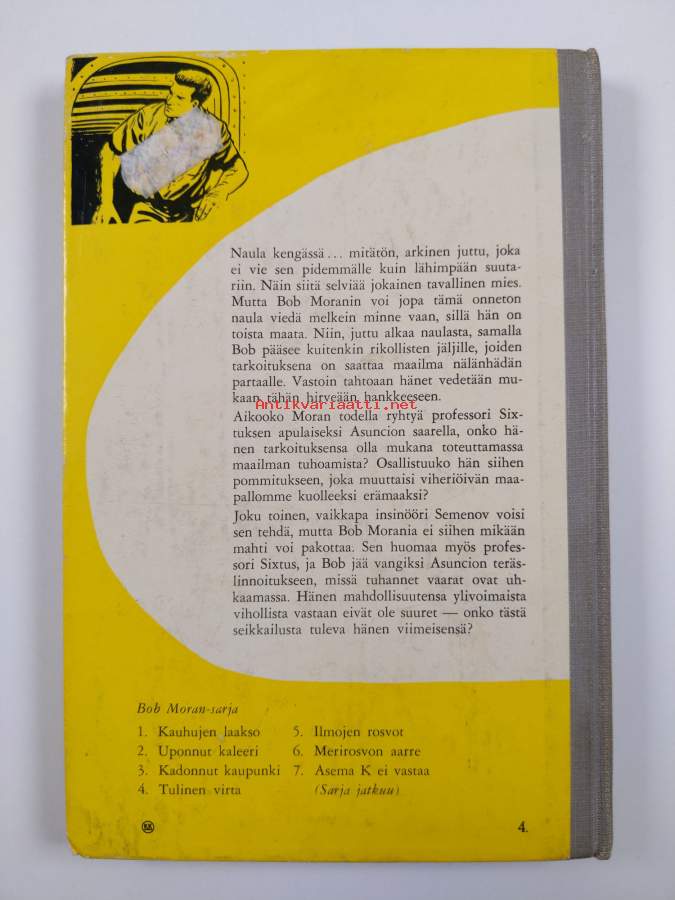 Naula kengässä... mitätön, arkinen juttu, joka
ei vie sen pidemmälle kuin lähimpään suuta-
riin. Näin siitä selviää jokainen tavallinen mies.
Mutta Bob Moranin voi jopa tämä onneton
naula viedä melkein minne vaan, sillä hän on
toista maata. Niin, juttu alkaa naulasta, samalla
Bob pääsee kuitenkin rikollisten jäljille, joiden
tarkoituksena on saattaa maailma nälänhädän
partaalle. Vastoin tahtoaan hänet vedetään mu-
kaan tähän hirveään hankkeeseen.
Antikvariaatti.net
Aikooko Moran todella ryhtyä professori Six-
tuksen apulaiseksi Asuncion saarella, onko hä-
nen tarkoituksensa olla mukana toteuttamassa
maailman tuhoamista? Osallistuuko hän siihen
pommitukseen, joka muuttaisi viheriöivän maa-
pallomme kuolleeksi erämaaksi?
Joku toinen, vaikkapa insinööri Semenov voisi
sen tehdä, mutta Bob Morania ei siihen mikään
mahti voi pakottaa. Sen huomaa myös profes-
sori Sixtus, ja Bob jää vangiksi Asuncion teräs-
linnoitukseen, missä tuhannet vaarat ovat uh-
kaamassa. Hänen mahdollisuutensa ylivoimaista
vihollista vastaan eivät ole suuret — onko tästä
seikkailusta tuleva hänen viimeisensä?
Bob Moran-sarja
1. Kauhujen laakso
2. Uponnut kaleeri
3. Kadonnut kaupunki
4. Tulinen virta
5. Ilmojen rosvot
6. Merirosvon aarre
7. Asema K ei vastaa
(Sarja jatkuu)
4.